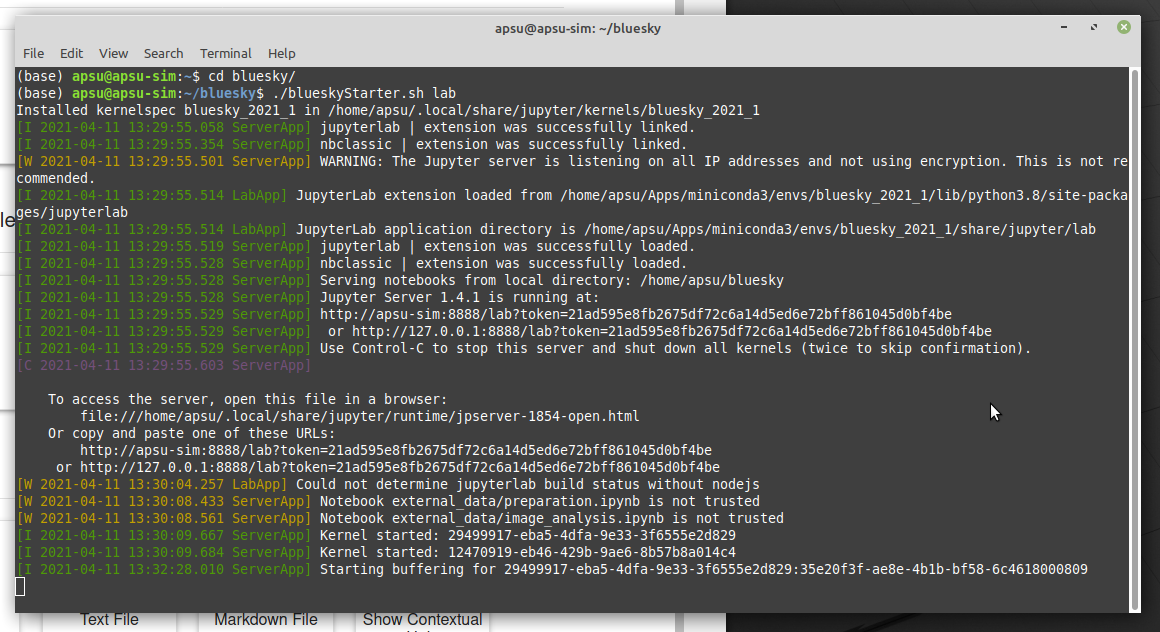 apsu@apsu-sim: ~/bluesky
File Edit View Search Terminal Help
(base) apsu@apsu-sim:~$ cd bluesky/
(base) apsu@apsu-sim:~/bluesky$ ./blueskyStarter.sh lab
Installed kernelspec bluesky_2021_1 in /home/apsu/.local/share/jupyter/kernels/bluesky_2021_1
[I 2021-04-11 13:29:55.058 ServerApp] jupyterlab | extension was successfully linked.
[I 2021-04-11 13:29:55.354 ServerApp] nbclassic | extension was successfully linked.
[W 2021-04-11 13:29:55.501 ServerApp] WARNING: The Jupyter server is listening on all IP addresses and not using encryption. This is not re
commended.
[I 2021-04-11 13:29:55.514 LabApp] JupyterLab extension loaded from /home/apsu/Apps/miniconda3/envs/bluesky_2021_1/lib/python3.8/site-packa
ges/jupyterlab
[I 2021-04-11 13:29:55.514 LabApp] JupyterLab application directory is /home/apsu/Apps/miniconda3/envs/bluesky_2021_1/share/jupyter/lab
[I 2021-04-11 13:29:55.519 ServerApp] jupyterlab | extension was successfully loaded.
[I 2021-04-11 13:29:55.528 ServerApp] nbclassic | extension was successfully loaded.
[I 2021-04-11 13:29:55.528 ServerApp] Serving notebooks from local directory: /home/apsu/bluesky
[I 2021-04-11 13:29:55.528 ServerApp] Jupyter Server 1.4.1 is running at:
[I 2021-04-11 13:29:55.529 ServerApp] http://apsu-sim:8888/lab?token=21ad595e8fb2675df72c6a14d5ed6e72bff861045d0bf4be
[I 2021-04-11 13:29:55.529 ServerApp]  or http://127.0.0.1:8888/lab?token=21ad595e8fb2675df72c6a14d5ed6e72bff861045d0bf4be
[I 2021-04-11 13:29:55.529 ServerApp] Use Control-C to stop this server and shut down all kernels (twice to skip confirmation).
[C 2021-04-11 13:29:55.603 ServerApp]
To access the server, open this file in a browser:
file:///home/apsu/.local/share/jupyter/runtime/jpserver-1854-open.html
Or copy and paste one of these URLs:
http://apsu-sim:8888/lab?token=21ad595e8fb2675df72c6a14d5ed6e72bff861045d0bf4be
or http://127.0.0.1:8888/lab?token=21ad595e8fb2675df72c6a14d5ed6e72bff861045d0bf4be
[W 2021-04-11 13:30:04.257 LabApp] Could not determine jupyterlab build status without nodejs
[W 2021-04-11 13:30:08.433 ServerApp] Notebook external_data/preparation.ipynb is not trusted
[W 2021-04-11 13:30:08.561 ServerApp] Notebook external_data/image_analysis.ipynb is not trusted
[I 2021-04-11 13:30:09.667 ServerApp] Kernel started: 29499917-eba5-4dfa-9e33-3f6555e2d829
[I 2021-04-11 13:30:09.684 ServerApp] Kernel started: 12470919-eb46-429b-9ae6-8b57b8a014c4
[I 2021-04-11 13:32:28.010 ServerApp] Starting buffering for 29499917-eba5-4dfa-9e33-3f6555e2d829:35e20f3f-ae8e-4b1b-bf58-6c4618000809
le
Text File Markdown File Show Contextual